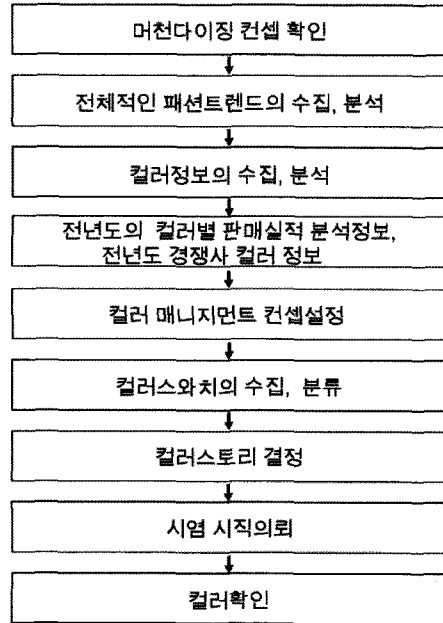 머천다이징 컨셉 확인
전체적인 패션트렌드의 수집, 분석
컬러정보의 수집, 분석
전년도의 컬러별 판매실적 분석정보,
전년도 경쟁사 컬러 정보
컬러 매니지먼트 컨셉설정
컬러스와치의 수집, 분류
컬러스토리 결정
시염 시직의뢰
컬러확인